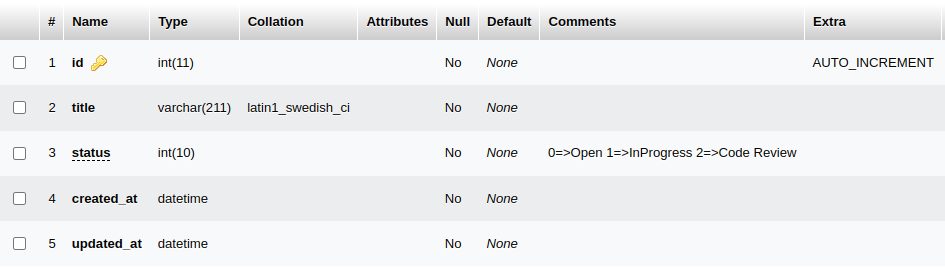 # Name Type Collation Attributes Null Default Comments Extra
1 id int(11) No None AUTO_INCREMENT
2 title varchar(211) latin1_swedish_ci No None
3 status int(10) No None 0=>Open 1=>InProgress 2=>Code Review
4 created_at datetime No None
5 updated_at datetime No None